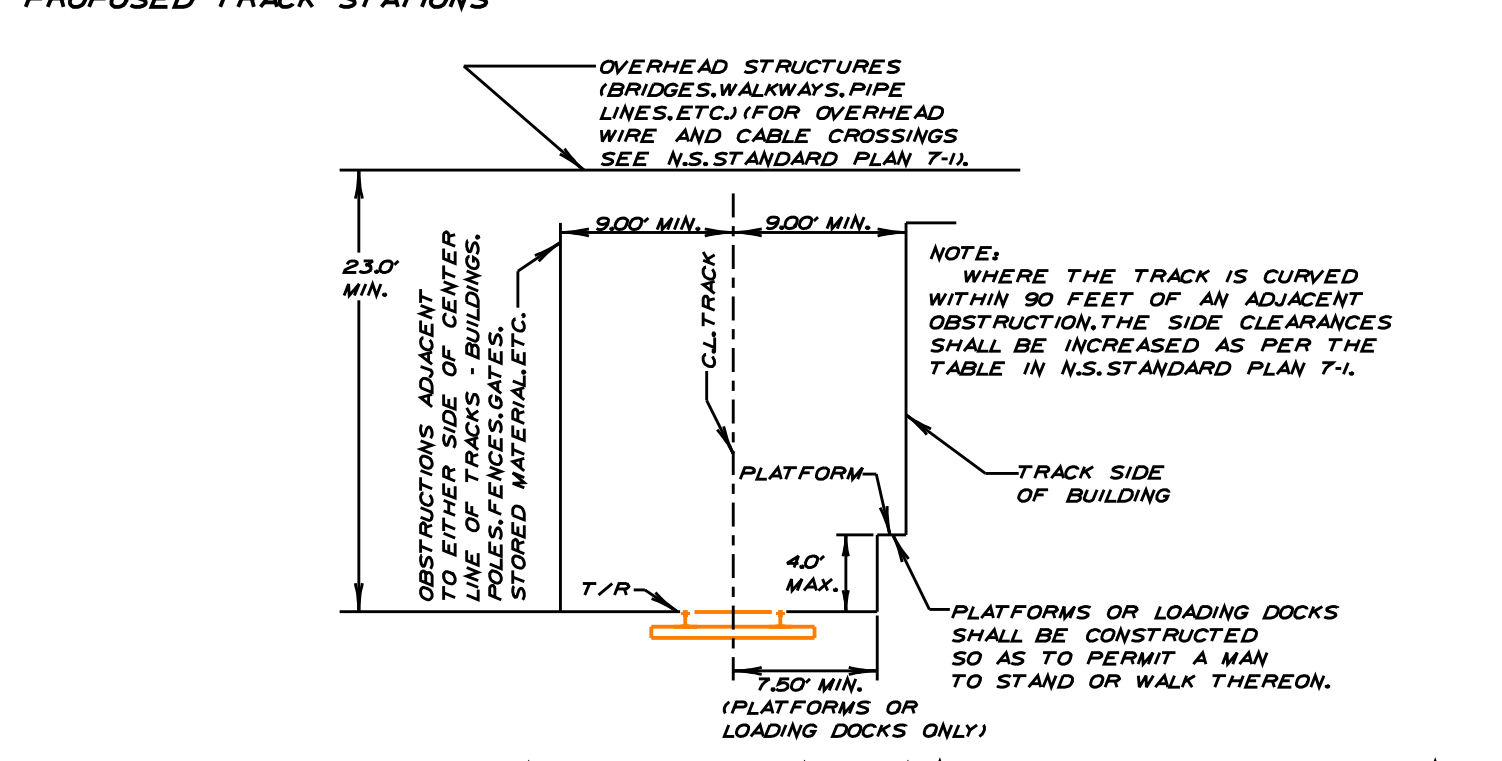 PROPOSED TRACK STATIONS
OVERHEAD STRUCTURES
(BRIDGES,WALKWAYS,PIPE
LINES,ETC.)(FOR OVERHEAD
WIRE AND CABLE CROSSINGS
SEE N.S.STANDARD PLAN 7-1).
9.00' MIN.
9.00' MIN.
23.0'
MIN.
OBSTRUCTIONS ADJACENT
TO EITHER SIDE OF CENTER
LINE OF TRACKS - BUILDINGS,
POLES,FENCES,GATES,
STORED MATERIAL,ETC.
C.L.TRACK
NOTE:
WHERE THE TRACK IS CURVED
WITHIN 90 FEET OF AN ADJACENT
OBSTRUCTION,THE SIDE CLEARANCES
SHALL BE INCREASED AS PER THE
TABLE IN N.S.STANDARD PLAN 7-1.
PLATFORM
TRACK SIDE
OF BUILDING
4.0'
MAX.
T/R
PLATFORMS OR LOADING DOCKS
SHALL BE CONSTRUCTED
SO AS TO PERMIT A MAN
TO STAND OR WALK THEREON.
7.50' MIN.
(PLATFORMS OR
LOADING DOCKS ONLY)